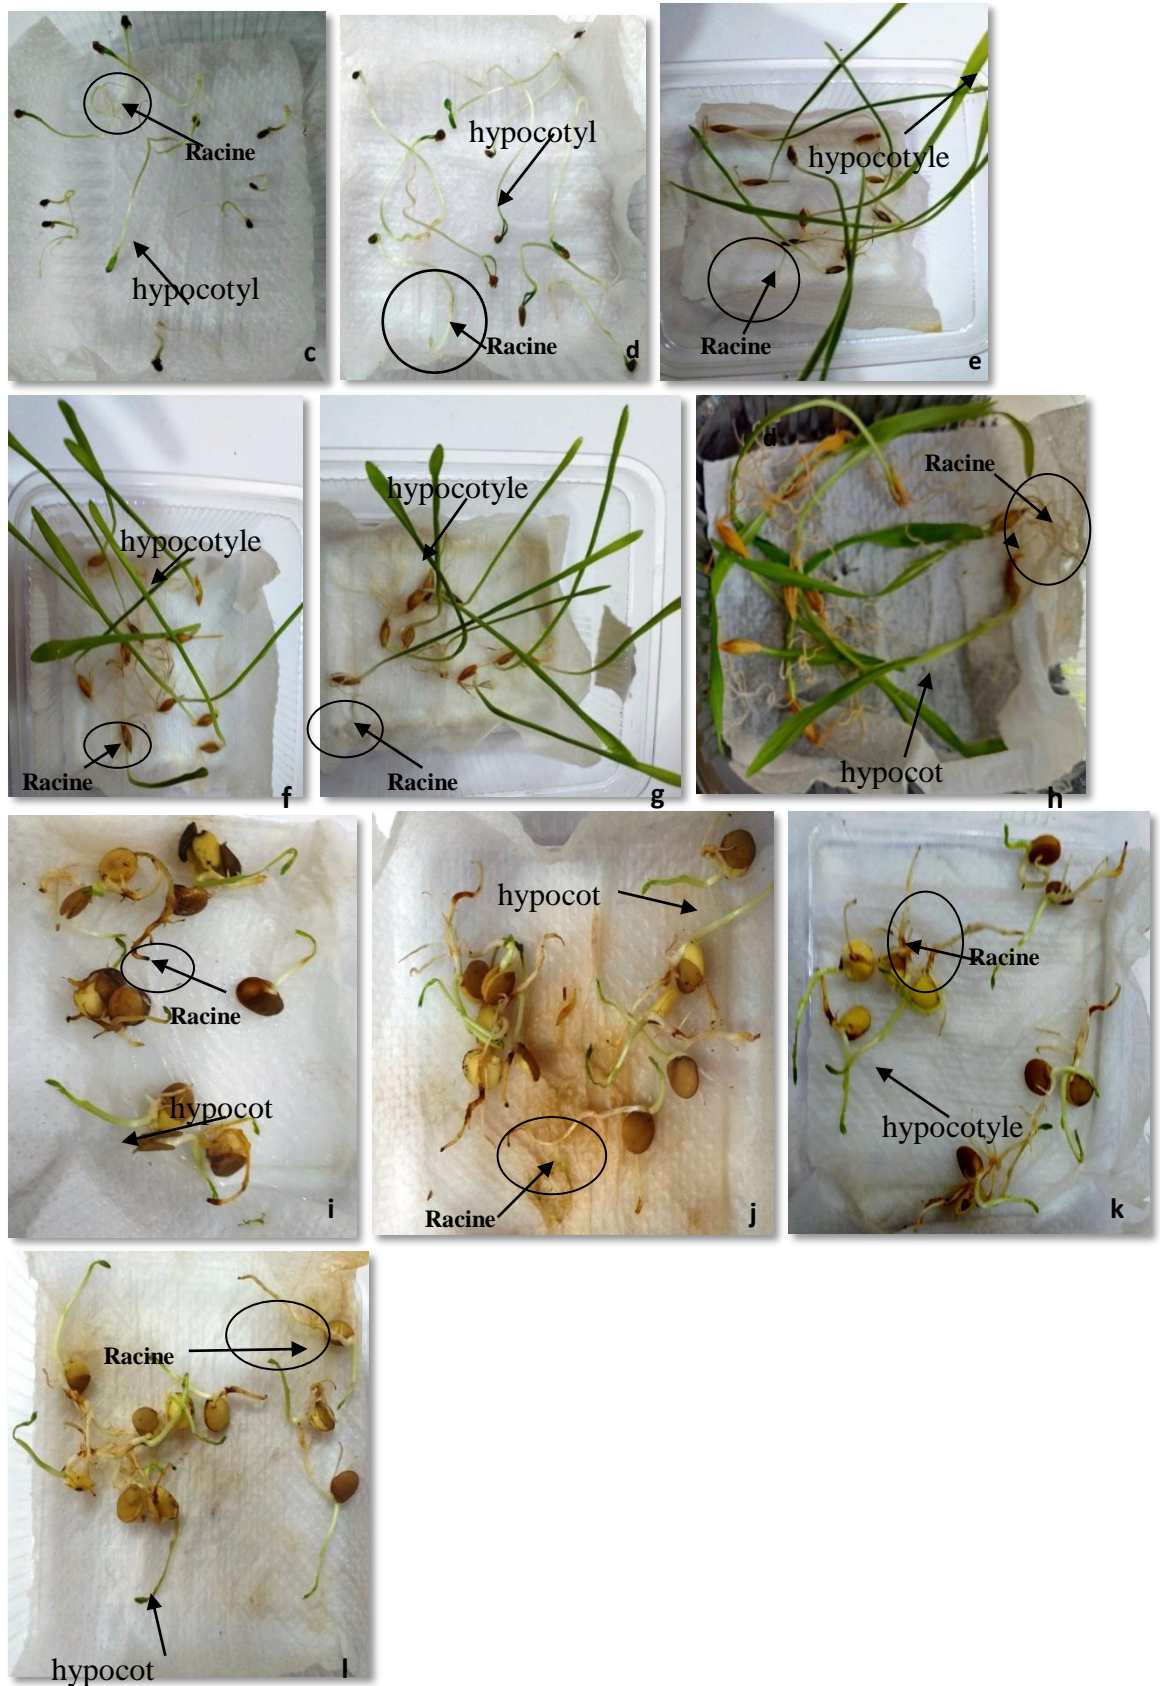 Racine
hypocotyl
c
hypocotyl
Racine
d
hypocotyle
Racine
e
hypocotyle
Racine
f
hypocotyle
Racine
g
d
Racine
hypocot
h
Racine
hypocot
i
hypocot
Racine
j
Racine
hypocotyle
k
Racine
hypocot
l